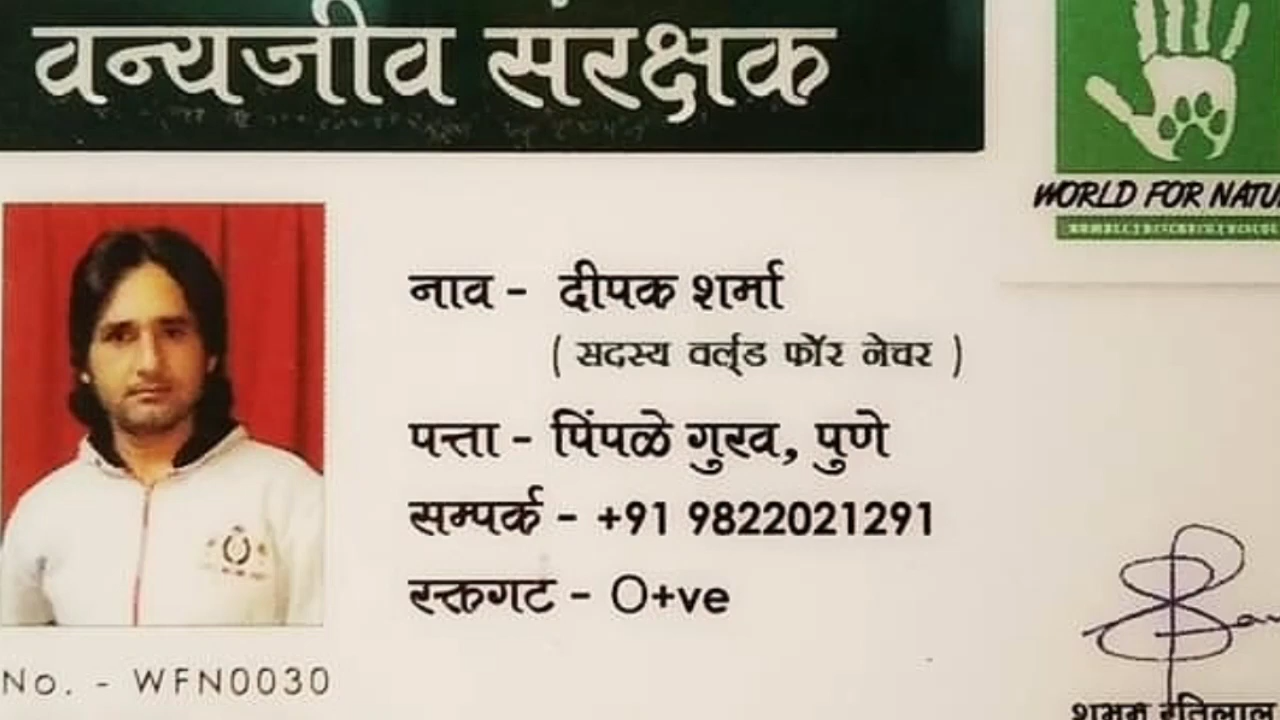 वन्यजीव संरक्षक
WORLD FOR
नाव - दीपक शर्मा
( सदस्य वर्ल्ड फॉर नेचर )
पत्ता - पिंपळे गुरव, पुणे
सम्पर्क - +91 9822021291
रक्तगट - O+ve
No. - WFN0030